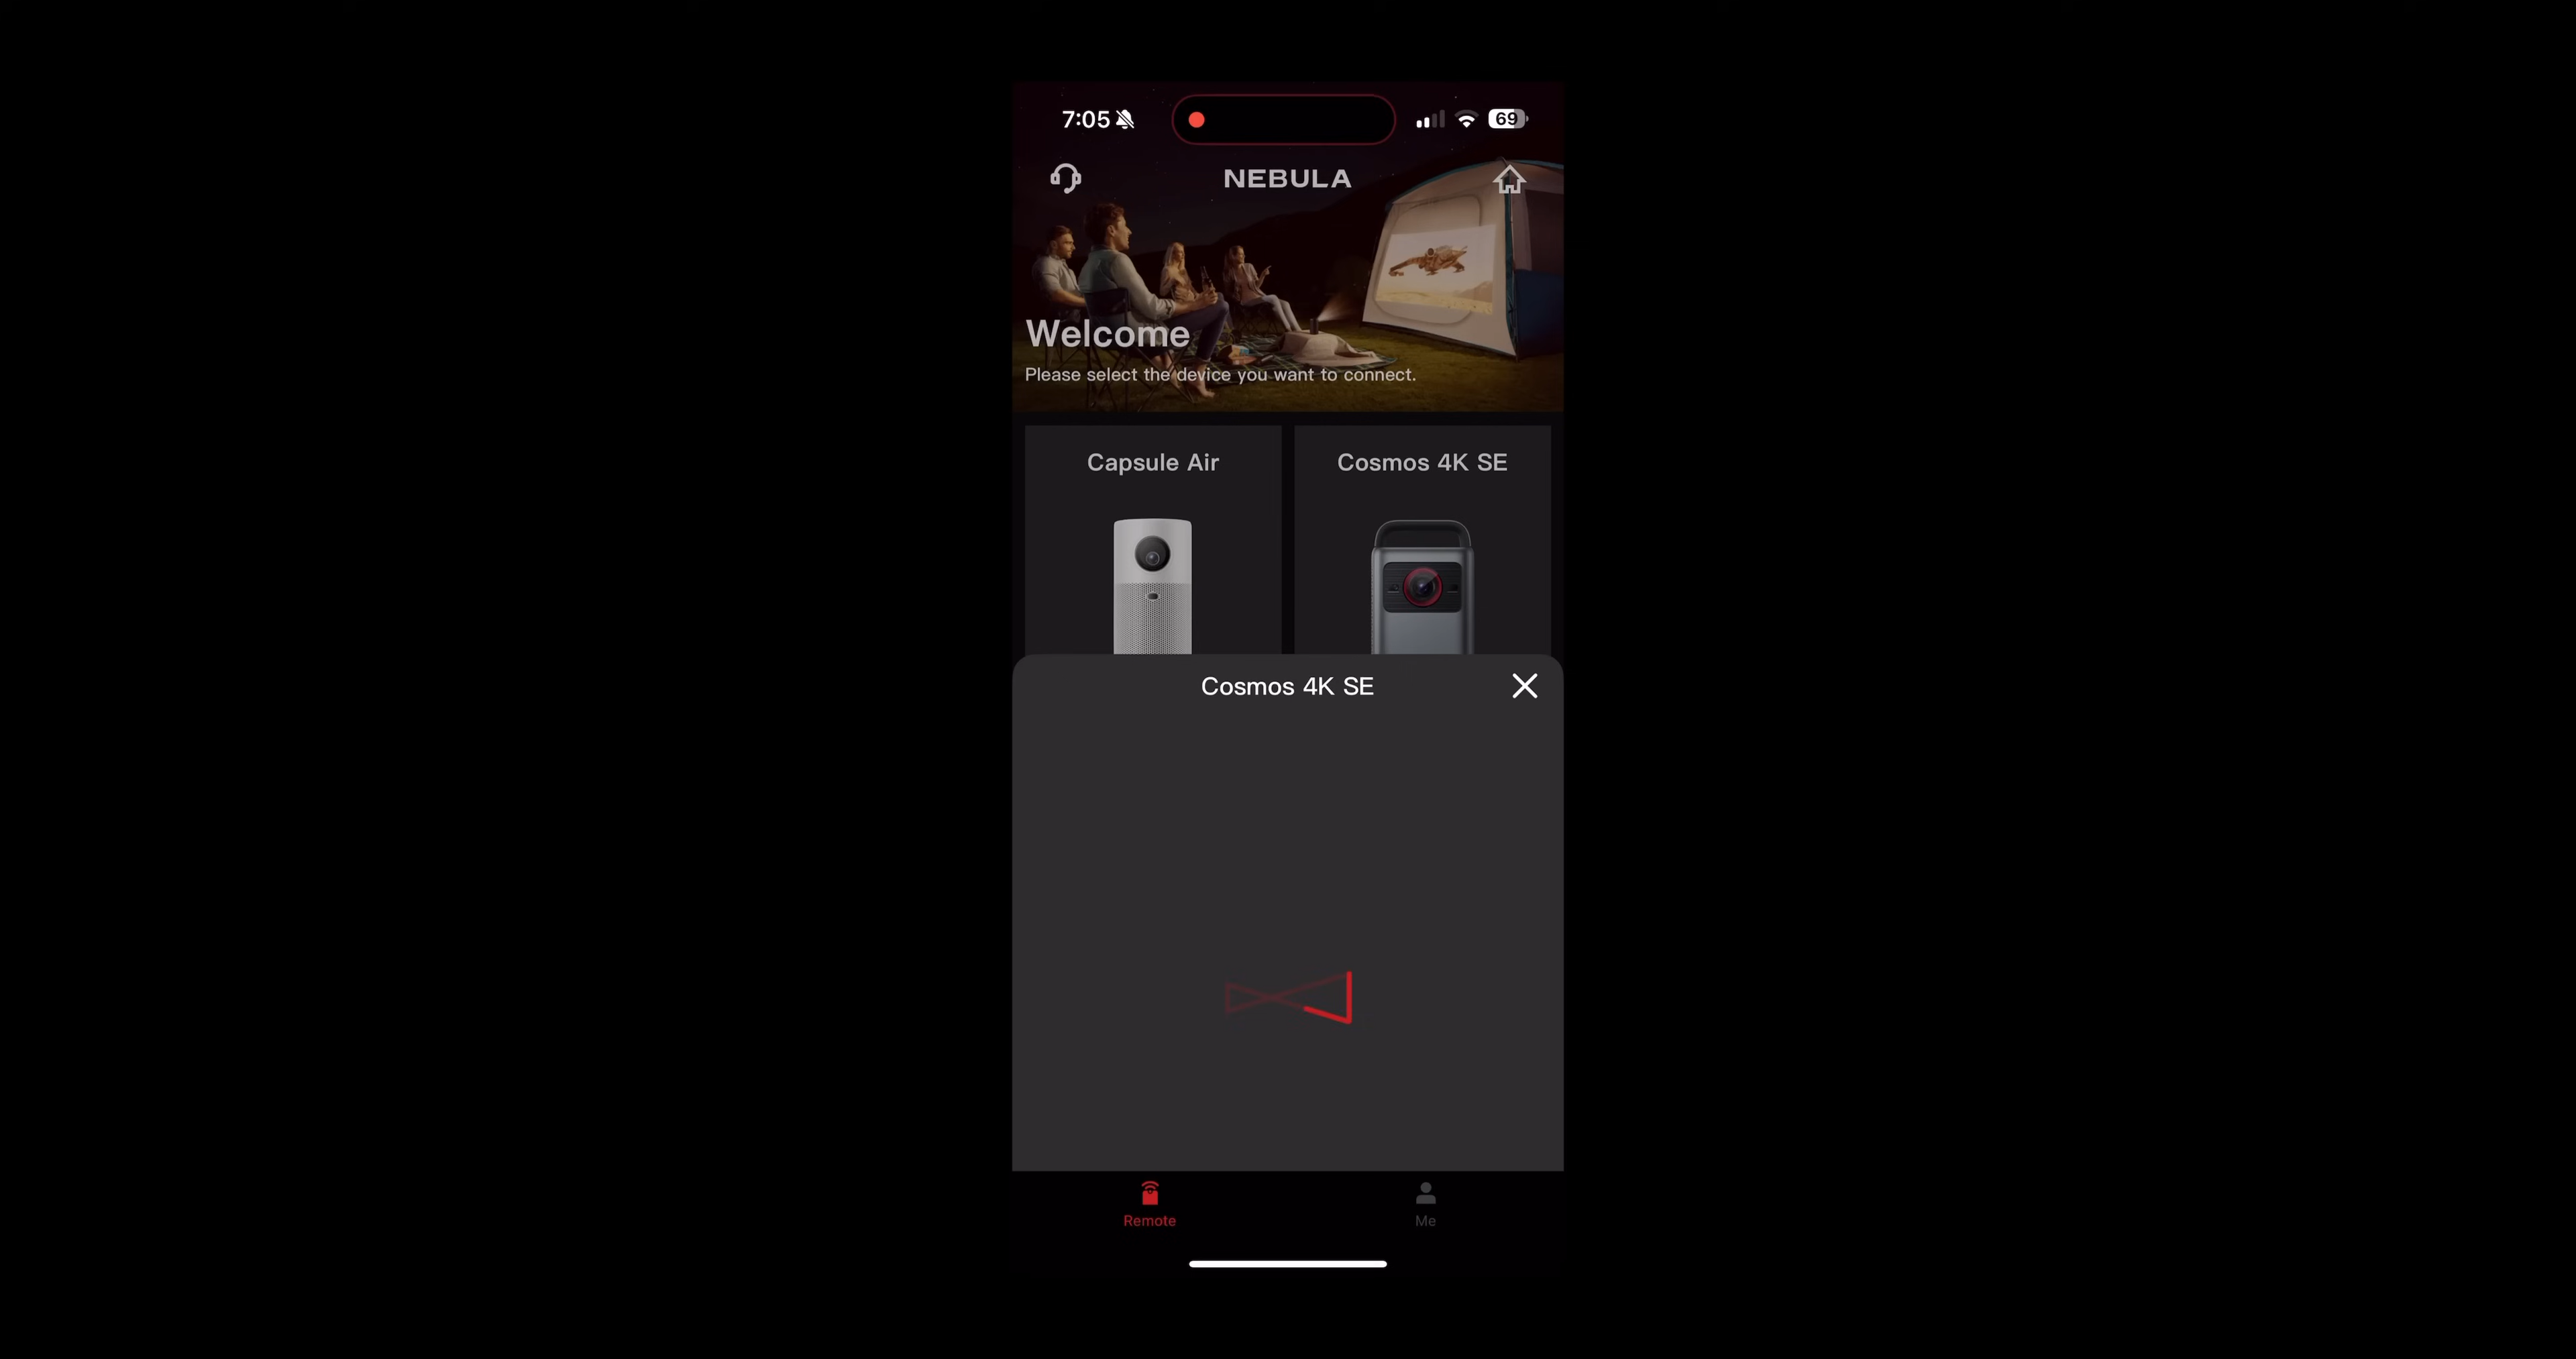 7:05
69
NEBULA
Welcome
Please select the device you want to connect.
Capsule Air
Cosmos 4K SE
Cosmos 4K SE
Remote
Me